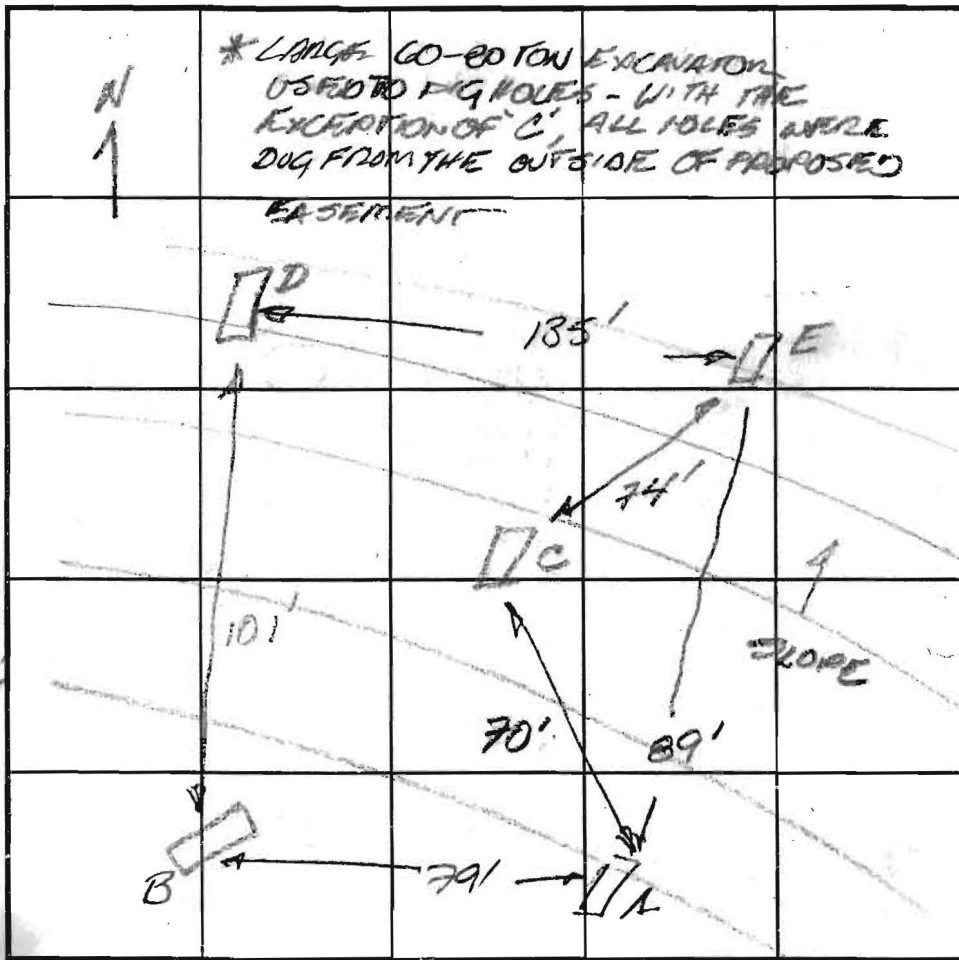 N
* LARGE 60-80 TON EXCAVATOR
USED TO DIG HOLES - WITH THE
EXCEPTION OF 'C', ALL HOLES WERE
DUG FROM THE OUTSIDE OF PROPOSED
EASEMENT
D
135'
E
74'
C
101'
SLOPE
70'
89'
B
79'
A